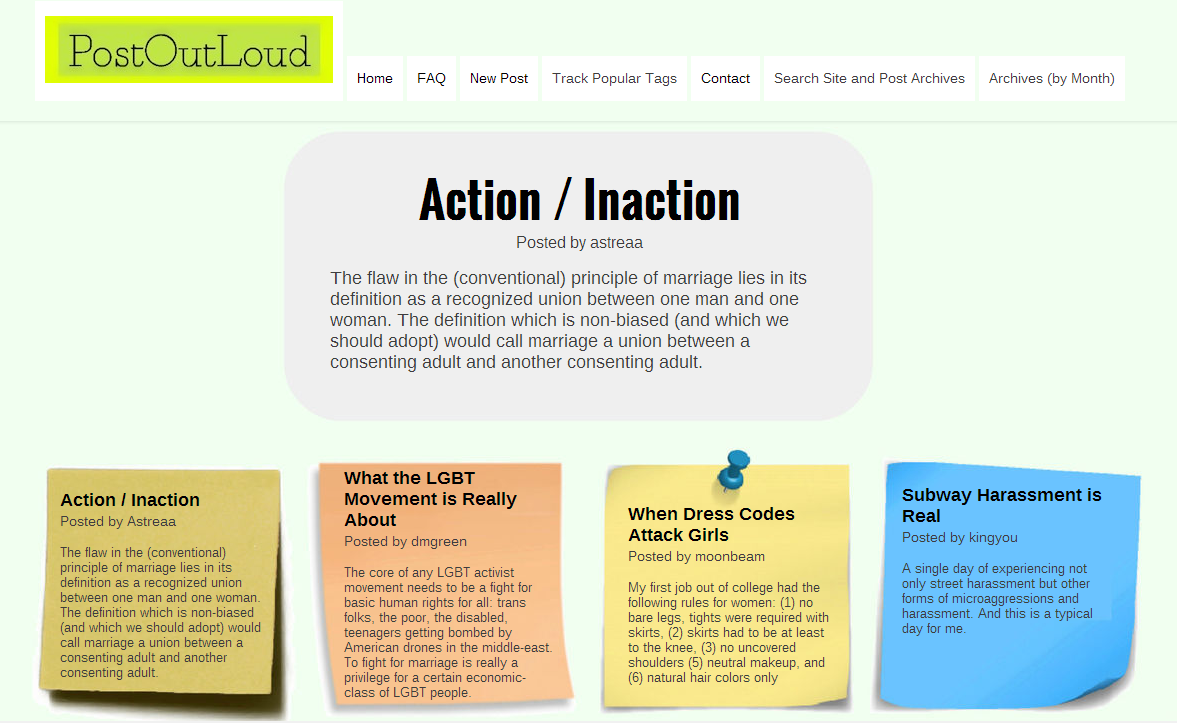 PostOutLoud
Home FAQ New Post Track Popular Tags Contact Search Site and Post Archives Archives (by Month)
Action / Inaction
Posted by astreaa
The flaw in the (conventional) principle of marriage lies in its
definition as a recognized union between one man and one
woman. The definition which is non-biased (and which we
should adopt) would call marriage a union between a
consenting adult and another consenting adult.
Action / Inaction
Posted by Astreaa
The flaw in the (conventional)
principle of marriage lies in its
definition as a recognized union
between one man and one woman.
The definition which is non-biased
(and which we should adopt) would
call marriage a union between a
consenting adult and another
consenting adult.
What the LGBT
Movement is Really
About
Posted by dmgreen
The core of any LGBT activist
movement needs to be a fight for
basic human rights for all: trans
folks, the poor, the disabled,
teenagers getting bombed by
American drones in the middle-east.
To fight for marriage is really a
privilege for a certain economic-
class of LGBT people.
When Dress Codes
Attack Girls
Posted by moonbeam
My first job out of college had the
following rules for women: (1) no
bare legs, tights were required with
skirts, (2) skirts had to be at least
to the knee, (3) no uncovered
shoulders (5) neutral makeup, and
(6) natural hair colors only
Subway Harassment is
Real
Posted by kingyou
A single day of experiencing not
only street harassment but other
forms of microaggressions and
harassment. And this is a typical
day for me.